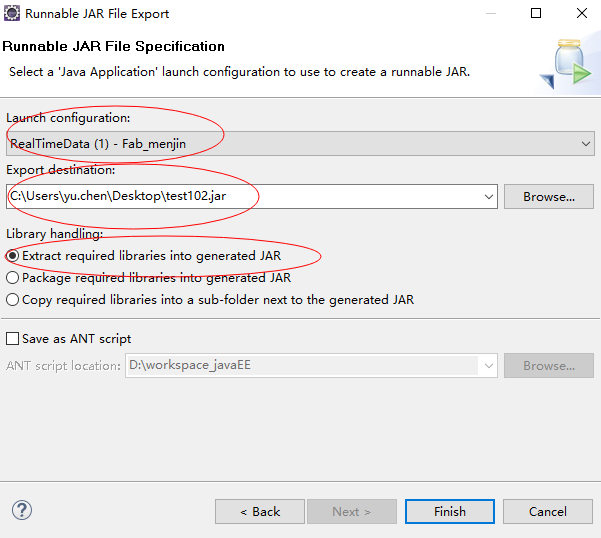 Runnable JAR File Export
Runnable JAR File Specification
Select a 'Java Application' launch configuration to use to create a runnable JAR.
Launch configuration:
RealTimeData (1) - Fab_menjin
Export destination:
C:\Users\yu.chen\Desktop\test102.jar
Browse...
Library handling:
Extract required libraries into generated JAR
Package required libraries into generated JAR
Copy required libraries into a sub-folder next to the generated JAR
Save as ANT script
ANT script location:
D:\workspace_javaEE
Browse...
?
< Back
Next >
Finish
Cancel